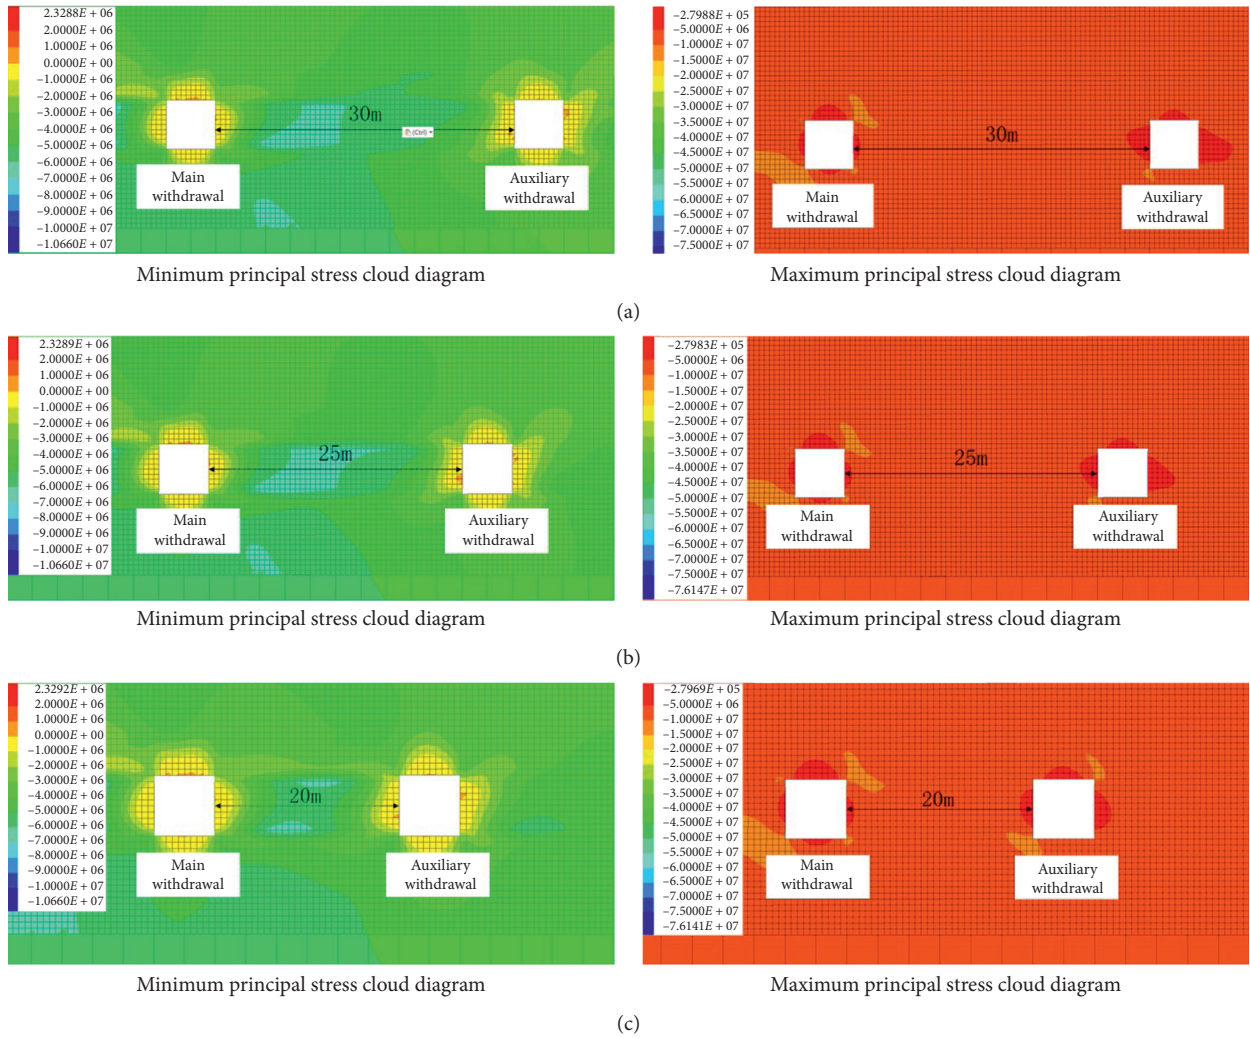 2.3288E + 06
2.0000E + 06
1.0000E + 06
0.0000E + 00
–1.0000E + 06
–3.0000E + 06
–4.0000E + 06
–5.0000E + 06
–6.0000E + 06
–7.0000E + 06
–8.0000E + 06
–9.0000E + 06
–1.0000E + 07
–1.0660E + 07
30m
(Ctrl)
Main
withdrawal
Auxiliary
withdrawal
Minimum principal stress cloud diagram
–2.7988E + 05
–5.0000E + 06
–1.0000E + 07
–1.5000E + 07
–2.0000E + 07
–2.5000E + 07
–3.0000E + 07
–3.5000E + 07
–4.0000E + 07
–4.5000E + 07
–5.0000E + 07
–5.5000E + 07
–6.0000E + 07
–6.5000E + 07
–7.0000E + 07
–7.5000E + 07
30m
Main
withdrawal
Auxiliary
withdrawal
Maximum principal stress cloud diagram
(a)
2.3289E + 06
2.0000E + 06
1.0000E + 06
0.0000E + 00
–1.0000E + 06
–3.0000E + 06
–4.0000E + 06
–5.0000E + 06
–6.0000E + 06
–7.0000E + 06
–8.0000E + 06
–9.0000E + 06
–1.0000E + 07
–1.0660E + 07
25m
Main
withdrawal
Auxiliary
withdrawal
Minimum principal stress cloud diagram
–2.7983E + 05
–5.0000E + 06
–1.0000E + 07
–1.5000E + 07
–2.0000E + 07
–2.5000E + 07
–3.0000E + 07
–3.5000E + 07
–4.0000E + 07
–4.5000E + 07
–5.0000E + 07
–5.5000E + 07
–6.0000E + 07
–6.5000E + 07
–7.0000E + 07
–7.5000E + 07
–7.6147E + 07
25m
Main
withdrawal
Auxiliary
withdrawal
Maximum principal stress cloud diagram
(b)
2.3292E + 06
2.0000E + 06
1.0000E + 06
0.0000E + 00
–1.0000E + 06
–3.0000E + 06
–4.0000E + 06
–5.0000E + 06
–6.0000E + 06
–7.0000E + 06
–8.0000E + 06
–9.0000E + 06
–1.0000E + 07
–1.0660E + 07
20m
Main
withdrawal
Auxiliary
withdrawal
Minimum principal stress cloud diagram
–2.7969E + 05
–5.0000E + 06
–1.0000E + 07
–1.5000E + 07
–2.0000E + 07
–2.5000E + 07
–3.0000E + 07
–3.5000E + 07
–4.0000E + 07
–4.5000E + 07
–5.0000E + 07
–5.5000E + 07
–6.0000E + 07
–6.5000E + 07
–7.0000E + 07
–7.5000E + 07
–7.6141E + 07
20m
Main
withdrawal
Auxiliary
withdrawal
Maximum principal stress cloud diagram
(c)